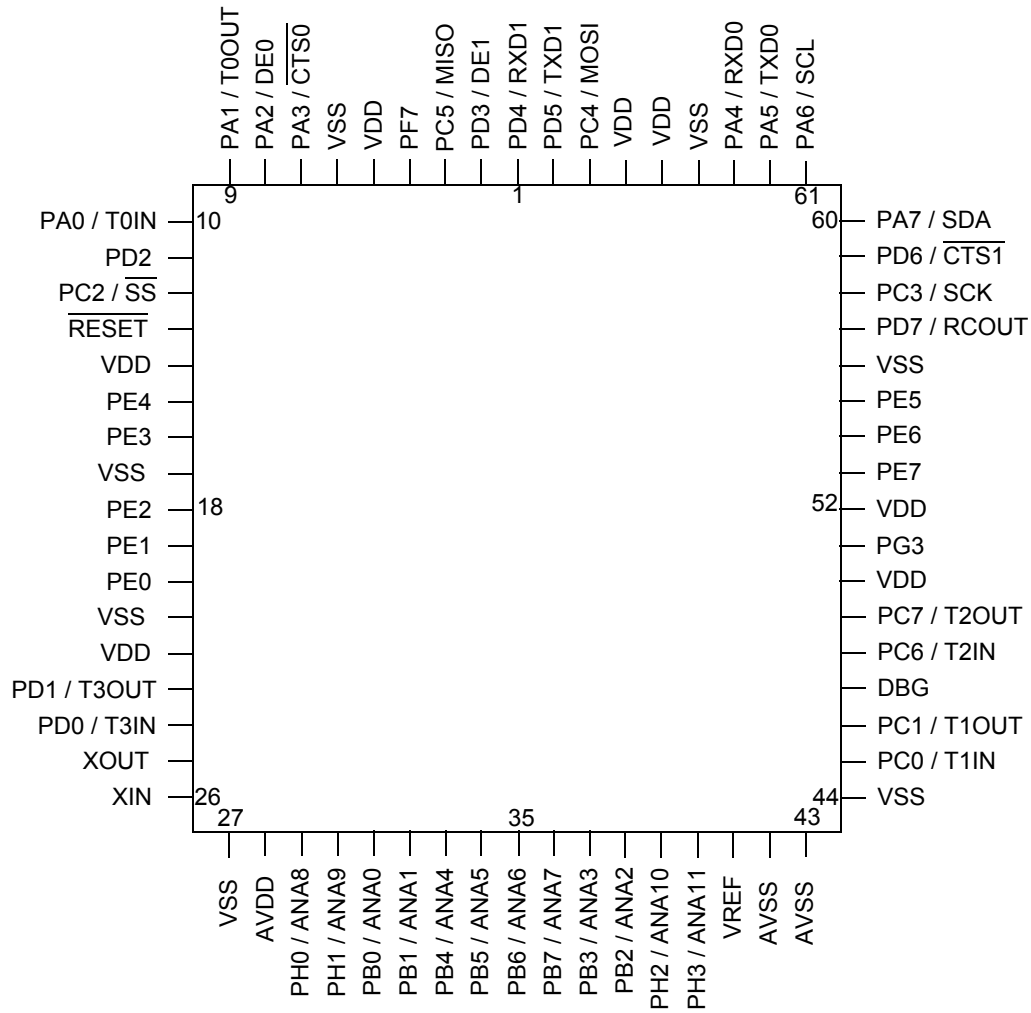 PA1 / T0OUT
PA2 / DE0
PA3 / CTS0
VSS
VDD
PF7
PC5 / MISO
PD3 / DE1
PD4 / RXD1
PD5 / TXD1
PC4 / MOSI
VDD
VDD
VSS
PA4 / RXD0
PA5 / TXD0
PA6 / SCL
9
1
61
PA0 / T0IN
10
PD2
PC2 / SS
RESET
VDD
PE4
PE3
VSS
PE2
18
PE1
PE0
VSS
VDD
PD1 / T3OUT
PD0 / T3IN
XOUT
XIN
26
60
PA7 / SDA
PD6 / CTS1
PC3 / SCK
PD7 / RCOUT
VSS
PE5
PE6
PE7
52
VDD
PG3
VDD
PC7 / T2OUT
PC6 / T2IN
DBG
PC1 / T1OUT
PC0 / T1IN
44
VSS
27
35
43
VSS
AVDD
PH0 / ANA8
PH1 / ANA9
PB0 / ANA0
PB1 / ANA1
PB4 / ANA4
PB5 / ANA5
PB6 / ANA6
PB7 / ANA7
PB3 / ANA3
PB2 / ANA2
PH2 / ANA10
PH3 / ANA11
VREF
AVSS
AVSS